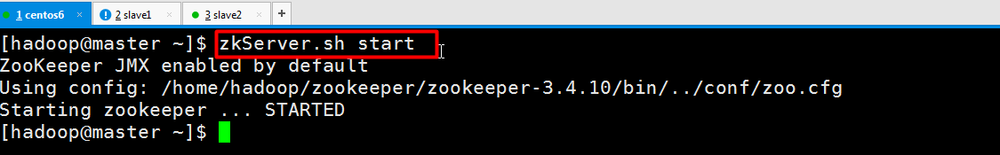 1 centos6 × 2 slave1 × 3 slave2 × +
[hadoop@master ~]$ zkServer.sh start
ZooKeeper JMX enabled by default
Using config: /home/hadoop/zookeeper/zookeeper-3.4.10/bin/../conf/zoo.cfg
Starting zookeeper ... STARTED
[hadoop@master ~]$